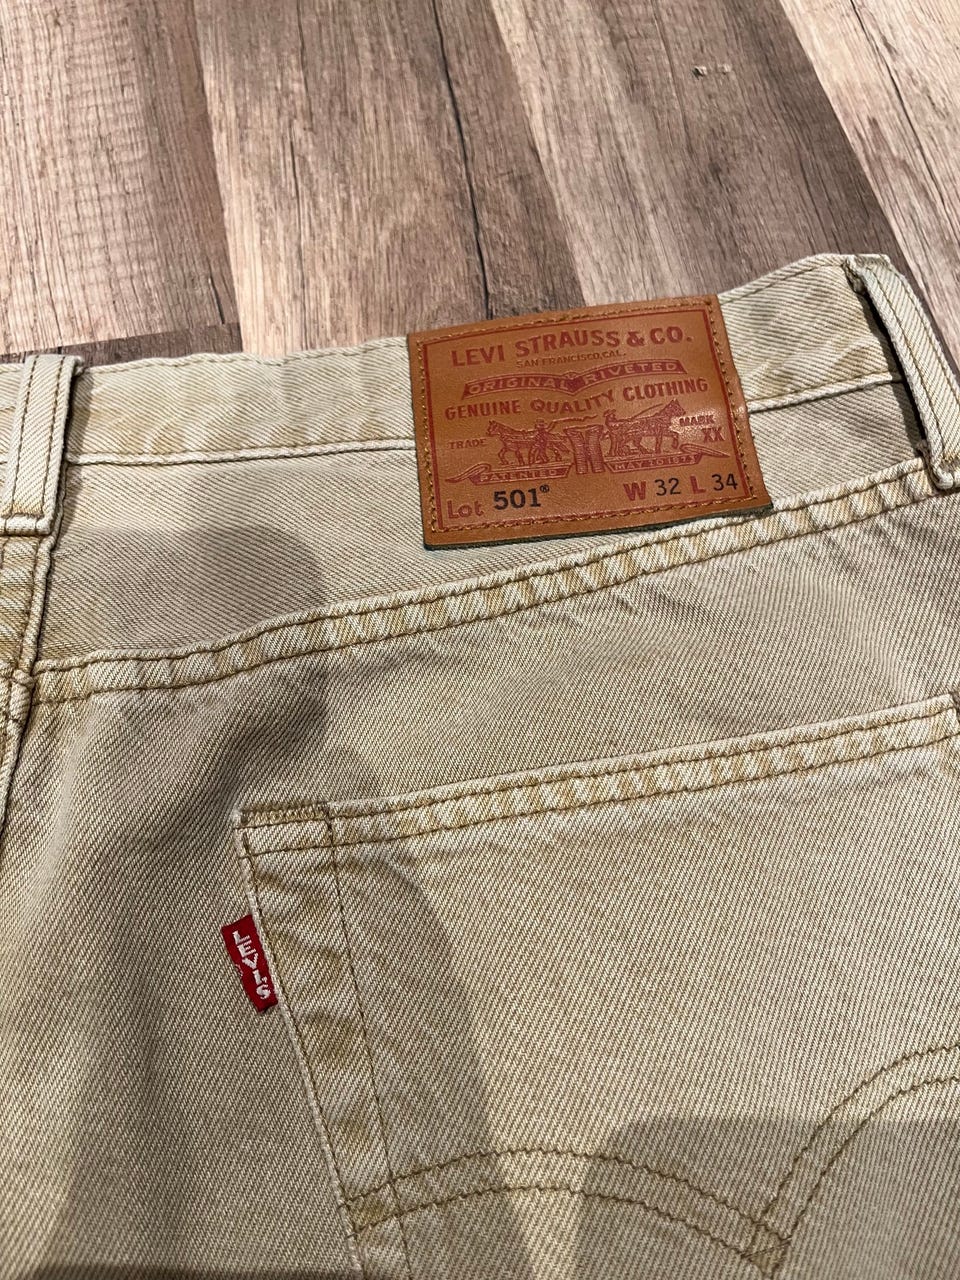 LEVI STRAUSS & CO.
SAN FRANCISCO, CAL.
ORIGINAL RIVETED
GENUINE QUALITY CLOTHING
TRADE MARK
XX
PATENTED MAY 20 1873
Lot 501® W 32 L 34
LEVI'S